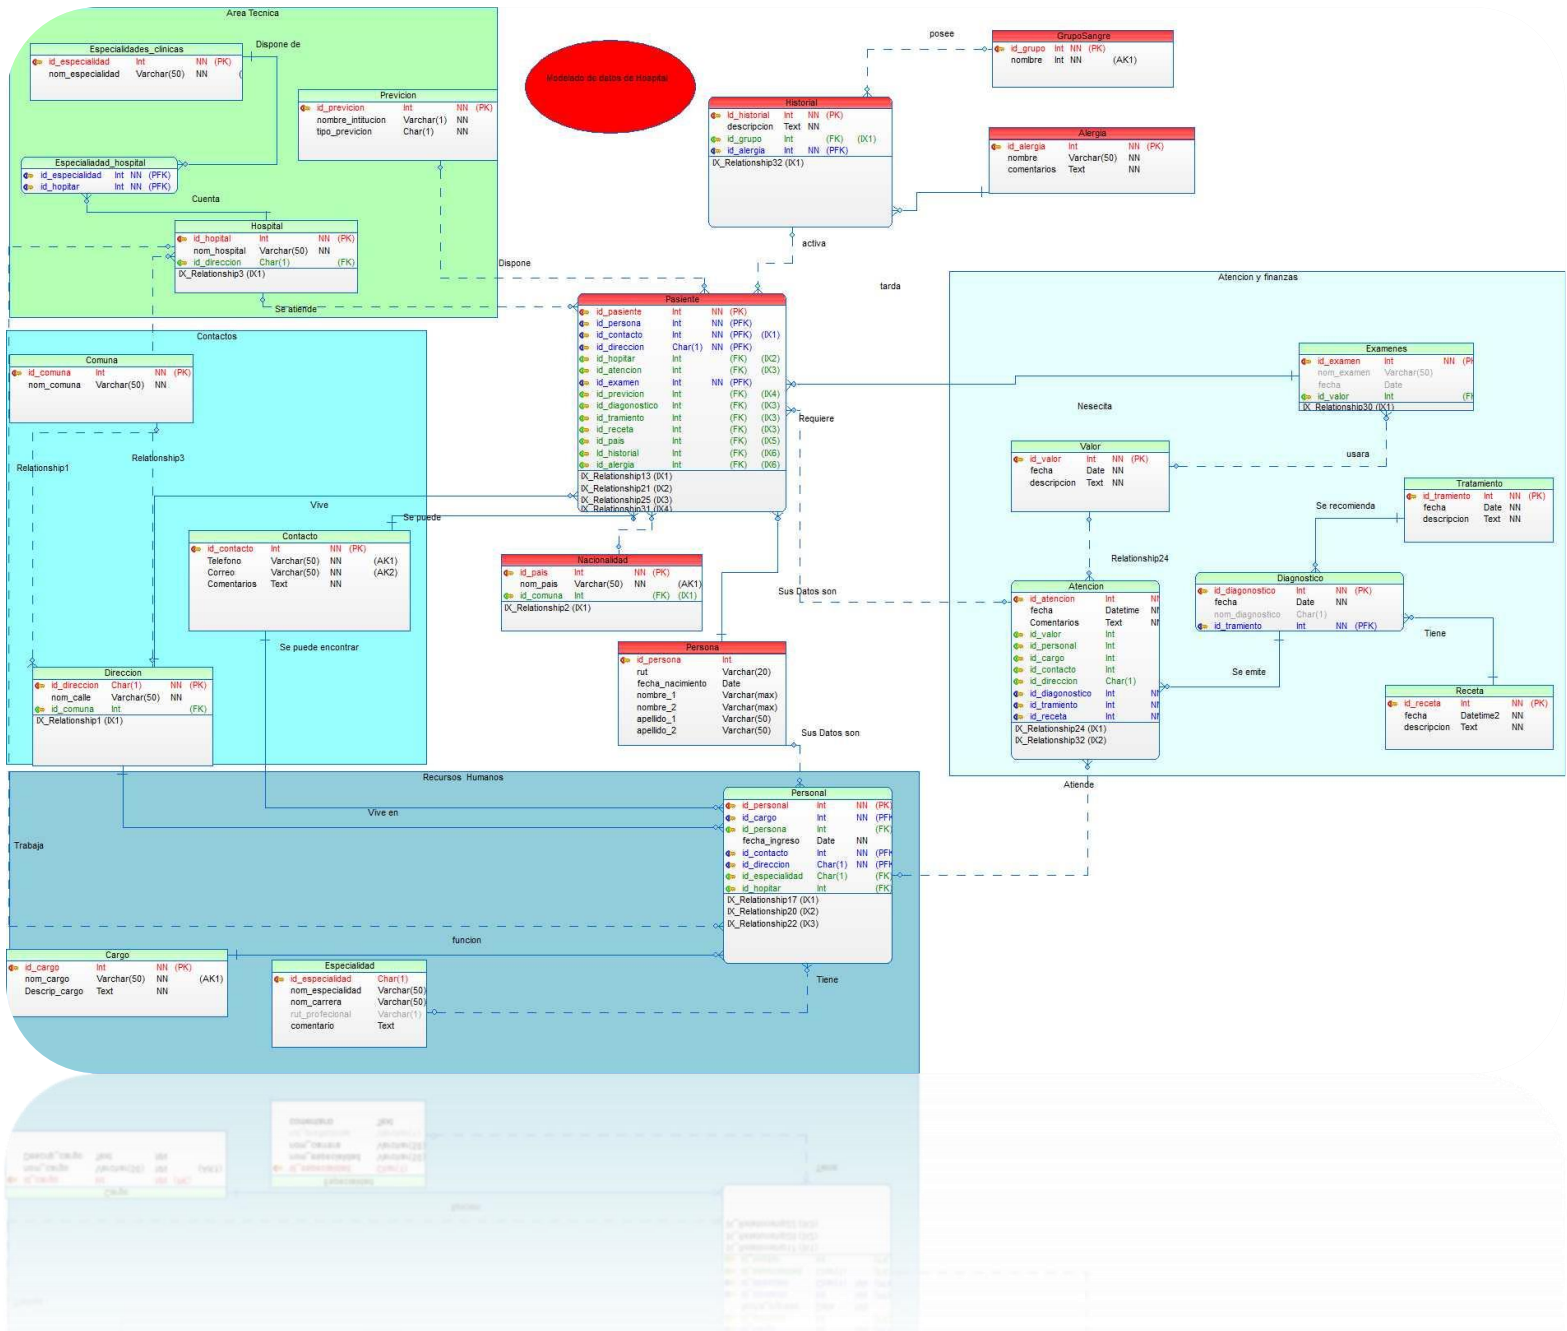 Area Tecnica
Especialidades_clinicas
id_especialidad Int NN (PK)
nom_especialidad Varchar(50) NN (
Dispone de
Previcion
id_previcion Int NN (PK)
nombre_intitucion Varchar(1) NN
tipo_previcion Char(1) NN
Especialiadad_hospital
id_especialidad Int NN (PFK)
id_hopitar Int NN (PFK)
Cuenta
Hospital
id_hopital Int NN (PK)
nom_hospital Varchar(50) NN
id_direccion Char(1) (FK)
IX_Relationship3 (IX1)
Se atiende
Dispone
Modelado de datos de Hospital
posee
GrupoSangre
id_grupo Int NN (PK)
nombre Int NN (AK1)
Historial
Id_historial Int NN (PK)
descripcion Text NN
id_grupo Int (FK) (IX1)
id_alergia Int NN (PFK)
IX_Relationship32 (IX1)
Alergia
id_alergia Int NN (PK)
nombre Varchar(50) NN
comentarios Text NN
activa
tarda
Pasiente
id_pasiente Int NN (PK)
id_persona Int NN (PFK)
id_contacto Int NN (PFK) (IX1)
id_direccion Char(1) NN (PFK)
id_hopitar Int (FK) (IX2)
id_atencion Int (FK) (IX3)
id_examen Int NN (PFK)
id_previcion Int (FK) (IX4)
id_diagonostico Int (FK) (IX3)
id_tramiento Int (FK) (IX3)
id_receta Int (FK) (IX3)
id_pais Int (FK) (IX5)
Id_historial Int (FK) (IX6)
id_alergia Int (FK) (IX6)
IX_Relationship13 (IX1)
IX_Relationship21 (IX2)
IX_Relationship25 (IX3)
IX_Relationship31 (IX4)
Contactos
Comuna
id_comuna Int NN (PK)
nom_comuna Varchar(50) NN
Relationship1
Relationship3
Vive
Se puede
Contacto
id_contacto Int NN (PK)
Telefono Varchar(50) NN (AK1)
Correo Varchar(50) NN (AK2)
Comentarios Text NN
Se puede encontrar
Direccion
id_direccion Char(1) NN (PK)
nom_calle Varchar(50) NN
id_comuna Int (FK)
IX_Relationship1 (IX1)
Nacionalidad
id_pais Int NN (PK)
nom_pais Varchar(50) NN (AK1)
id_comuna Int (FK) (IX1)
IX_Relationship2 (IX1)
Requiere
Sus Datos son
Persona
id_persona Int
rut Varchar(20)
fecha_nacimiento Date
nombre_1 Varchar(max)
nombre_2 Varchar(max)
apellido_1 Varchar(50)
apellido_2 Varchar(50)
Sus Datos son
Atencion y finanzas
Examenes
id_examen Int NN (PK
nom_examen Varchar(50)
fecha Date
id_valor Int (FK
IX_Relationship30 (IX1)
Nesecita
usara
Valor
id_valor Int NN (PK)
fecha Date NN
descripcion Text NN
Tratamiento
id_tramiento Int NN (PK)
fecha Date NN
descripcion Text NN
Se recomienda
Relationship24
Atencion
id_atencion Int NN
fecha Datetime NN
Comentarios Text NN
id_valor Int
id_personal Int
id_cargo Int
id_contacto Int
id_direccion Char(1)
id_diagonostico Int NN
id_tramiento Int NN
id_receta Int NN
IX_Relationship24 (IX1)
IX_Relationship32 (IX2)
Diagnostico
id_diagonostico Int NN (PK)
fecha Date NN
nom_diagnostico Char(1)
id_tramiento Int NN (PFK)
Tiene
Se emite
Receta
id_receta Int NN (PK)
fecha Datetime2 NN
descripcion Text NN
Atiende
Recursos Humanos
Vive en
Trabaja
Personal
id_personal Int NN (PK)
id_cargo Int NN (PFK
id_persona Int (FK)
fecha_ingreso Date NN
id_contacto Int NN (PFK
id_direccion Char(1) NN (PFK
id_especialidad Char(1) (FK)
id_hopitar Int (FK)
IX_Relationship17 (IX1)
IX_Relationship20 (IX2)
IX_Relationship22 (IX3)
funcion
Cargo
id_cargo Int NN (PK)
nom_cargo Varchar(50) NN (AK1)
Descrip_cargo Text NN
Especialidad
id_especialidad Char(1)
nom_especialidad Varchar(50)
nom_carrera Varchar(50)
rut_profecional Varchar(1)
comentario Text
Tiene